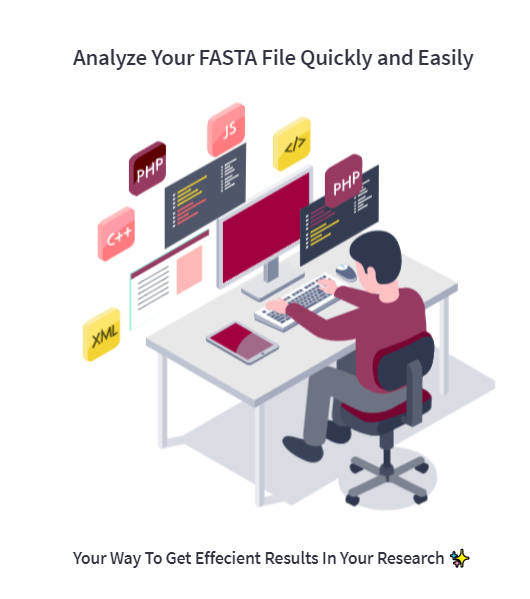 Analyze Your FASTA File Quickly and Easily
JS
</>
PHP
PHP
C++
XML
Your Way To Get Effecient Results In Your Research ✨